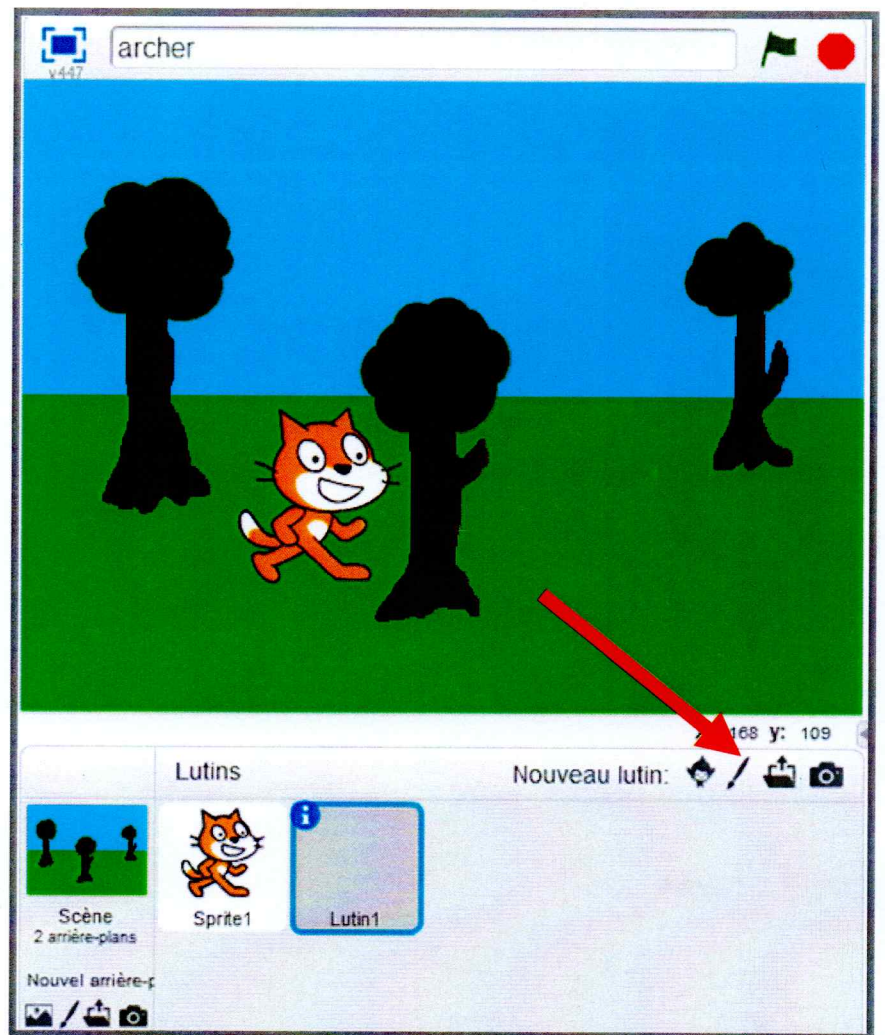 archer
v447
168 y: 109
Lutins
Nouveau lutin:
Scène
2 arrière-plans
Sprite1
Lutin1
Nouvel arrière-p